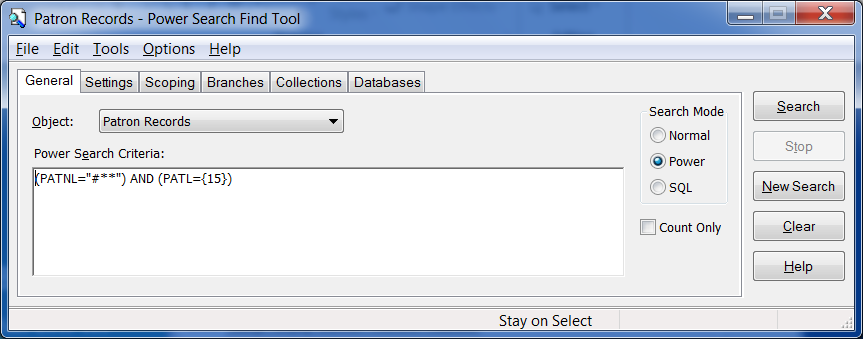 Patron Records - Power Search Find Tool
File Edit Tools Options Help
General Settings Scoping Branches Collections Databases
Object: Patron Records
Power Search Criteria:
(PATNL="#**") AND (PATL={15})
Search Mode
Normal
Power
SQL
Count Only
Search
Stop
New Search
Clear
Help
Stay on Select